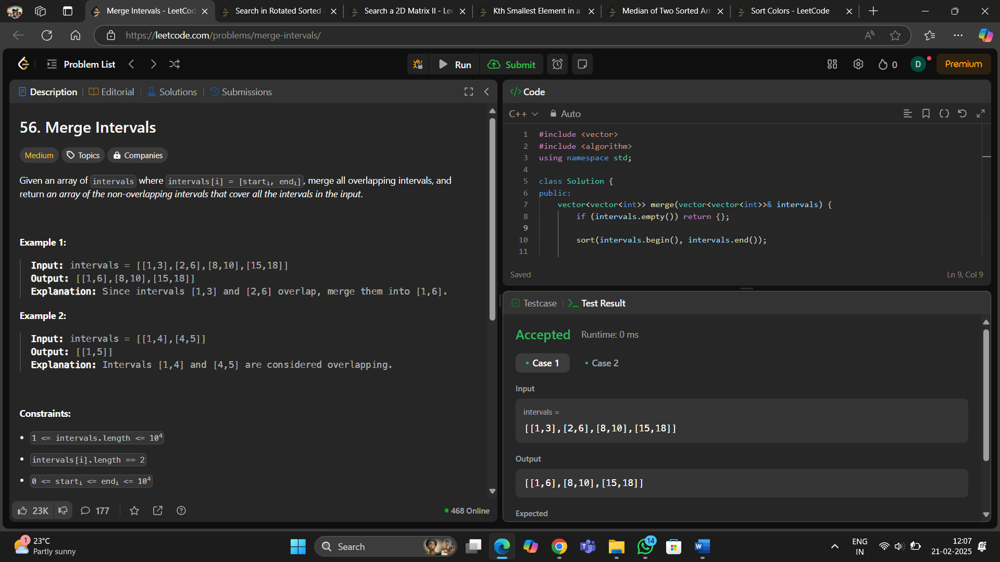 Merge Intervals - LeetCod
Search in Rotated Sorted
Search a 2D Matrix II - Lee
Kth Smallest Element in a
Median of Two Sorted Arr
Sort Colors - LeetCode
https://leetcode.com/problems/merge-intervals/
Problem List
Run
Submit
0
D
Premium
Description
Editorial
Solutions
Submissions
56. Merge Intervals
Medium
Topics
Companies
Given an array of intervals where intervals[i] = [starti, endi], merge all overlapping intervals, and
return an array of the non-overlapping intervals that cover all the intervals in the input.
Example 1:
Input: intervals = [[1,3],[2,6],[8,10],[15,18]]
Output: [[1,6],[8,10],[15,18]]
Explanation: Since intervals [1,3] and [2,6] overlap, merge them into [1,6].
Example 2:
Input: intervals = [[1,4],[4,5]]
Output: [[1,5]]
Explanation: Intervals [1,4] and [4,5] are considered overlapping.
Constraints:
• 1 <= intervals.length <= 10⁴
• intervals[i].length == 2
• 0 <= starti <= endi <= 10⁴
23K
177
468 Online
</> Code
C++
Auto
1 #include <vector>
2 #include <algorithm>
3 using namespace std;
4
5 class Solution {
6 public:
7 vector<vector<int>> merge(vector<vector<int>>& intervals) {
8 if (intervals.empty()) return {};
9
10 sort(intervals.begin(), intervals.end());
11
Saved
Ln 9, Col 9
Testcase
Test Result
Accepted
Runtime: 0 ms
Case 1
Case 2
Input
intervals =
[[1,3],[2,6],[8,10],[15,18]]
Output
[[1,6],[8,10],[15,18]]
Expected
1
23°C
Partly sunny
Search
14
ENG
IN
12:07
21-02-2025